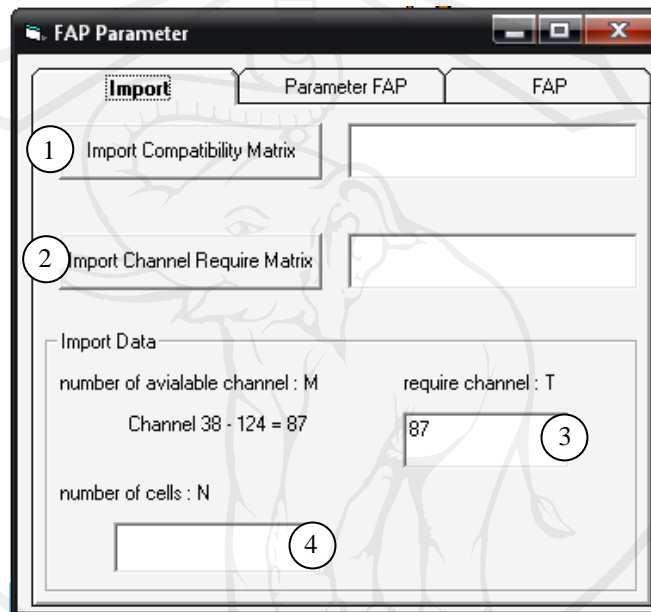 FAP Parameter
Import Parameter FAP FAP
1 Import Compatibility Matrix
2 Import Channel Require Matrix
Import Data
number of avialable channel : M require channel : T
Channel 38 - 124 = 87 87 3
number of cells : N
4